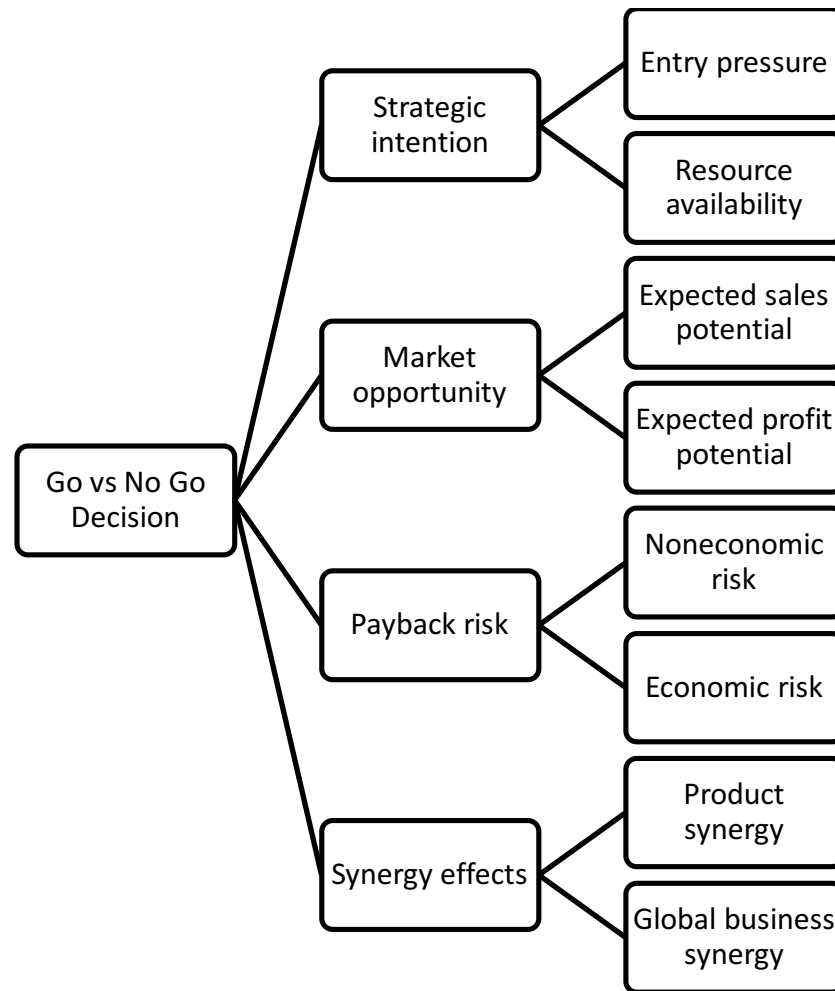 Go vs No Go
Decision
Strategic
intention
Entry pressure
Resource
availability
Market
opportunity
Expected sales
potential
Expected profit
potential
Payback risk
Noneconomic
risk
Economic risk
Synergy effects
Product
synergy
Global business
synergy